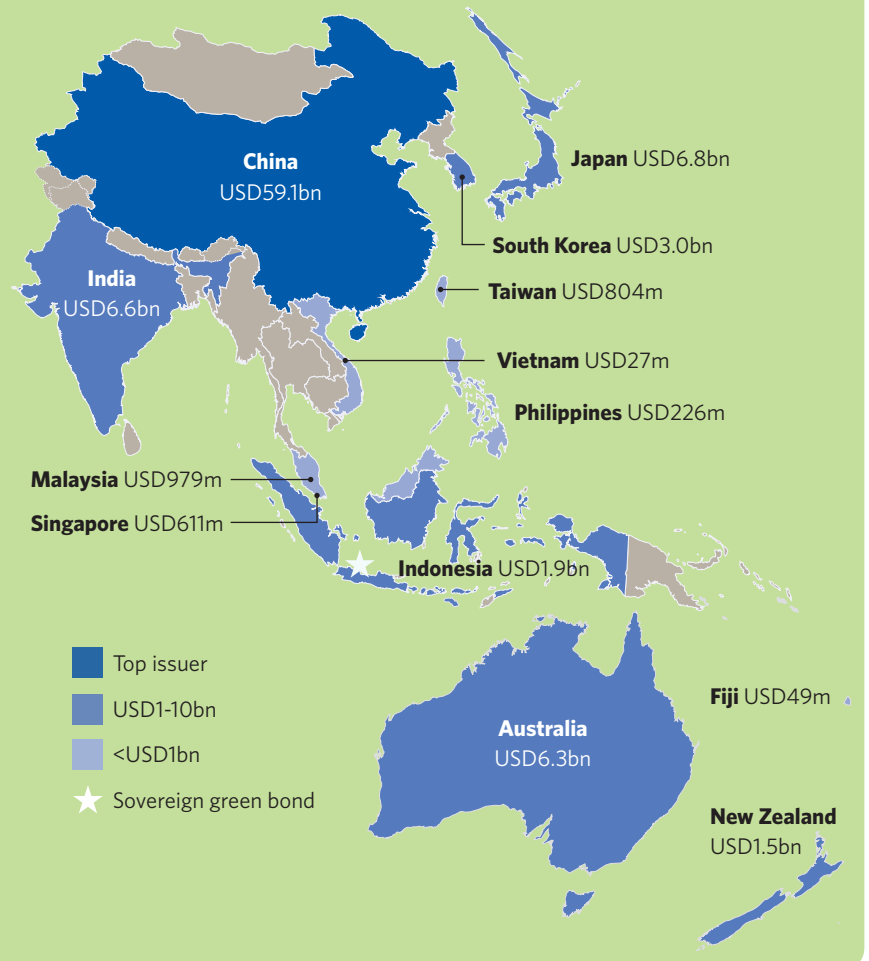 China
USD59.1bn
Japan USD6.8bn
South Korea USD3.0bn
India
USD6.6bn
Taiwan USD804m
Vietnam USD27m
Philippines USD226m
Malaysia USD979m
Singapore USD611m
Indonesia USD1.9bn
Top issuer
USD1-10bn
<USD1bn
Sovereign green bond
Australia
USD6.3bn
Fiji USD49m
New Zealand
USD1.5bn